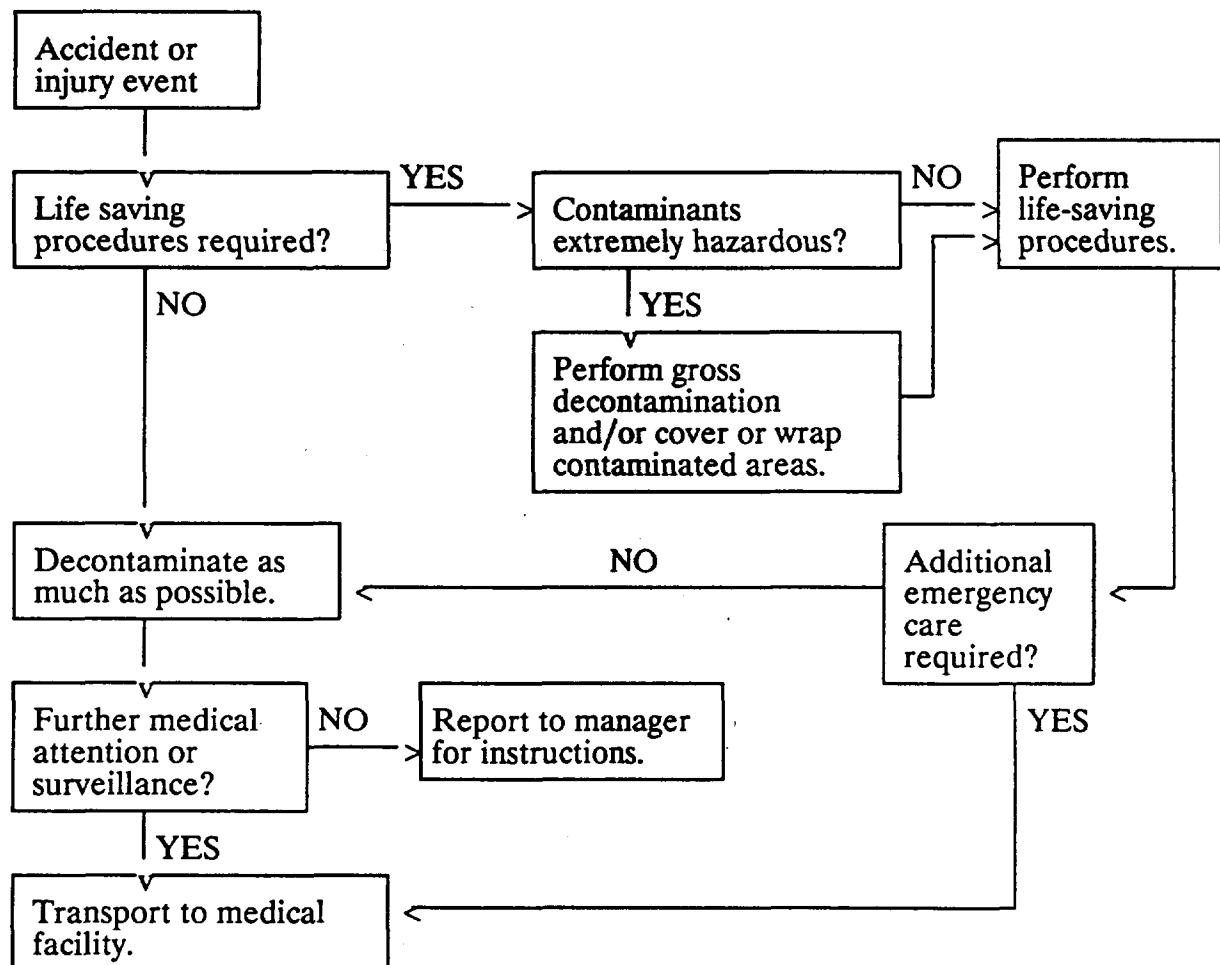 Accident or
injury event
Life saving
procedures required?
YES
Contaminants
extremely hazardous?
NO
Perform
life-saving
procedures.
NO
YES
Perform gross
decontamination
and/or cover or wrap
contaminated areas.
Decontaminate as
much as possible.
NO
Additional
emergency
care
required?
Further medical
attention or
surveillance?
NO
Report to manager
for instructions.
YES
YES
Transport to medical
facility.